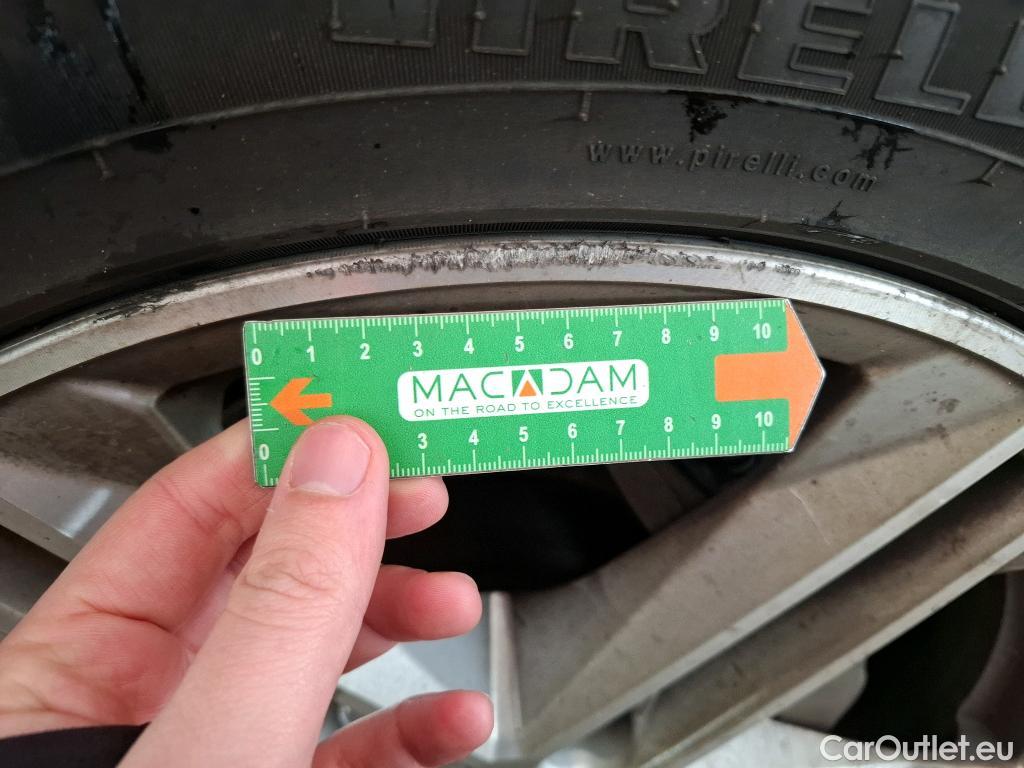 PIRELLI
www.pirelli.com
0 1 2 3 4 5 6 7 8 9 10
MACADAM
ON THE ROAD TO EXCELLENCE
0 3 4 5 6 7 8 9 10
CarOutlet.eu